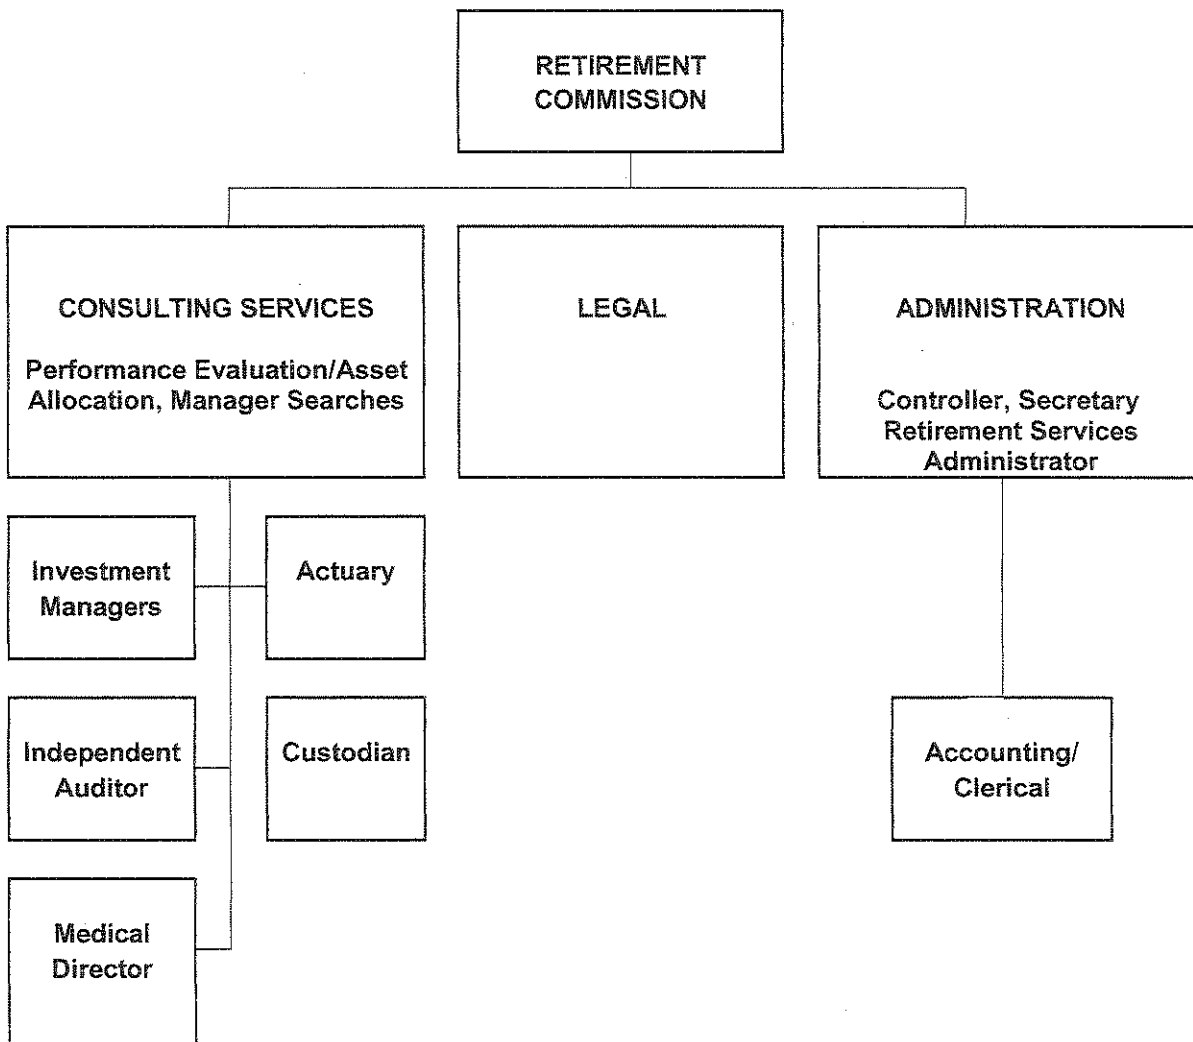 RETIREMENT
COMMISSION
CONSULTING SERVICES
Performance Evaluation/Asset
Allocation, Manager Searches
LEGAL
ADMINISTRATION
Controller, Secretary
Retirement Services
Administrator
Investment
Managers
Actuary
Independent
Auditor
Custodian
Accounting/
Clerical
Medical
Director